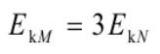 E_{kM} = 3E_{kN}